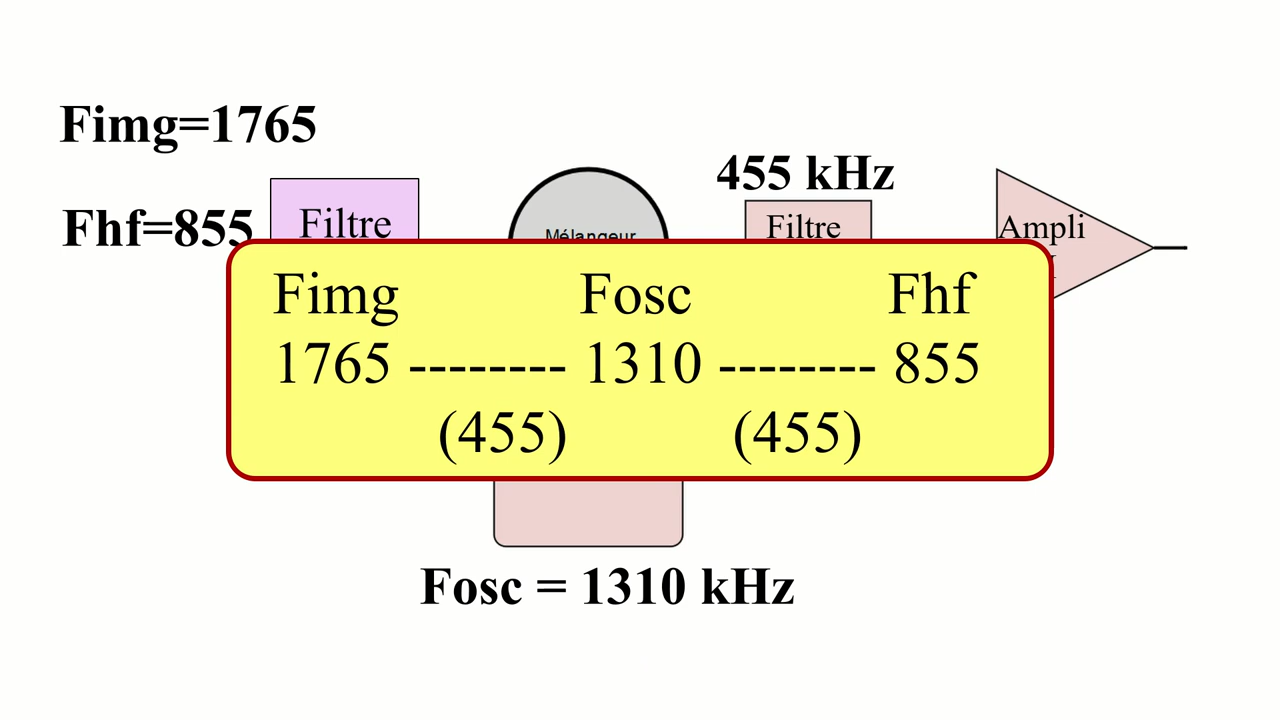 Fimg=1765
455 kHz
Fhf=855
Filtre
Mélangeur
Filtre
Ampli
Fimg Fosc Fhf
1765 -------- 1310 -------- 855
(455) (455)
Fosc = 1310 kHz